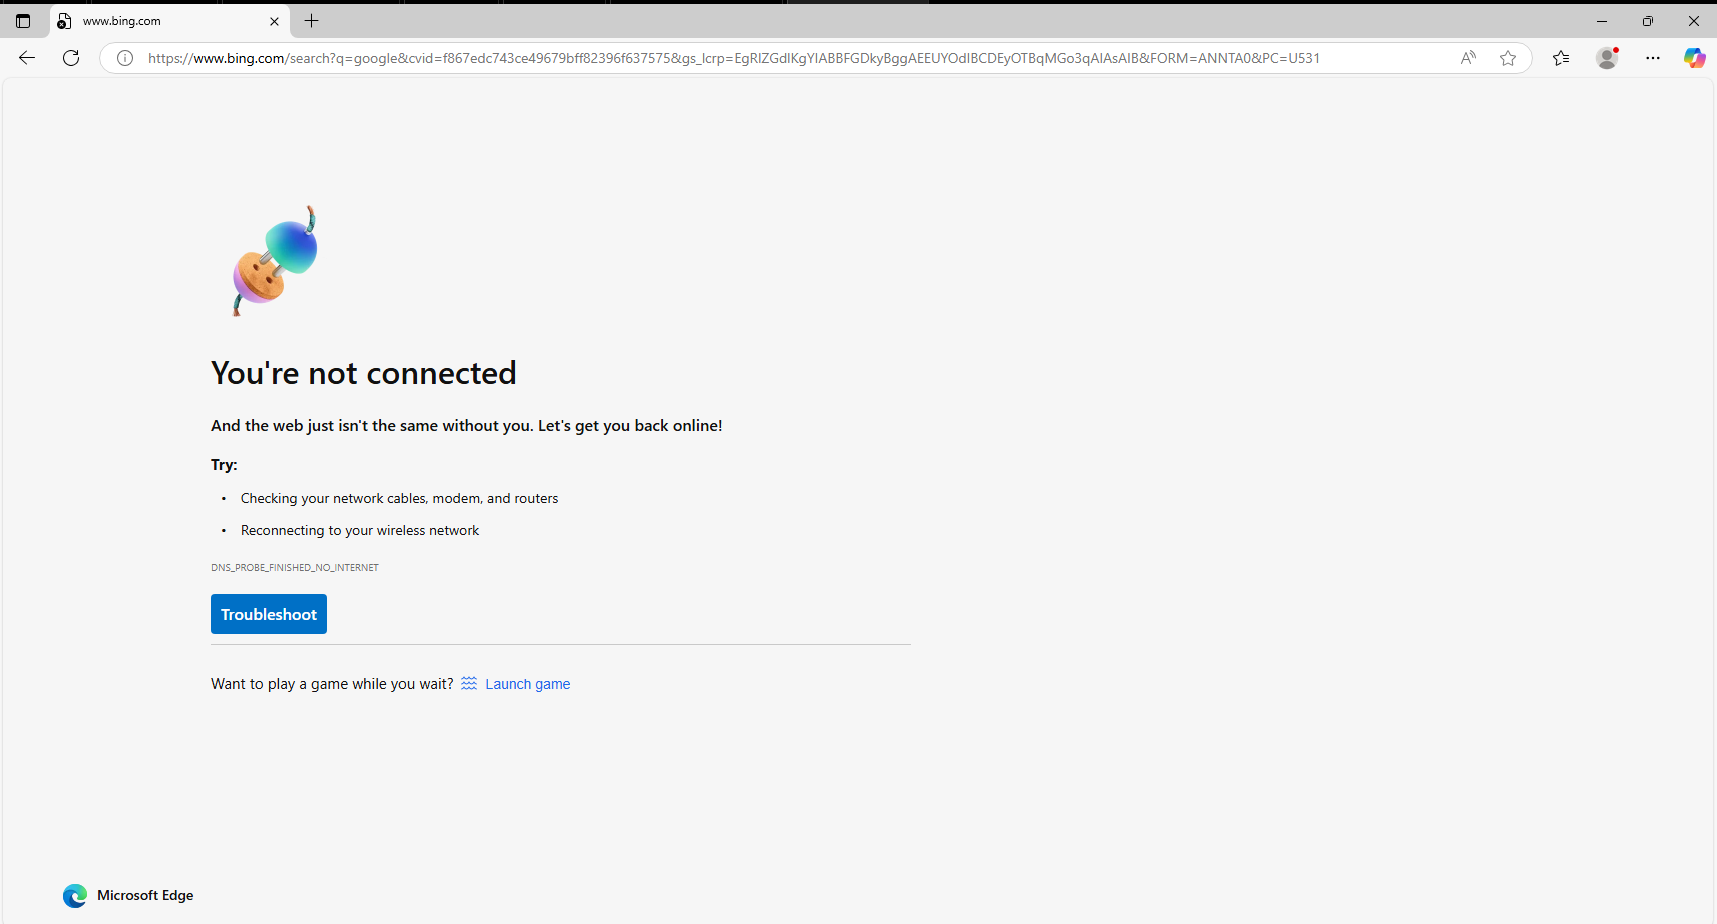 www.bing.com
https://www.bing.com/search?q=google&cvid=f867edc743ce49679bff82396f637575&gs_lcrp=EgRlZGdlKgYIABBFGDkyBggAEEUYOdIBCDEyOTBqMGo3qAIAsAIB&FORM=ANNTA0&PC=U531
You're not connected
And the web just isn't the same without you. Let's get you back online!
Try:
• Checking your network cables, modem, and routers
• Reconnecting to your wireless network
DNS_PROBE_FINISHED_NO_INTERNET
Troubleshoot
Want to play a game while you wait? Launch game
Microsoft Edge